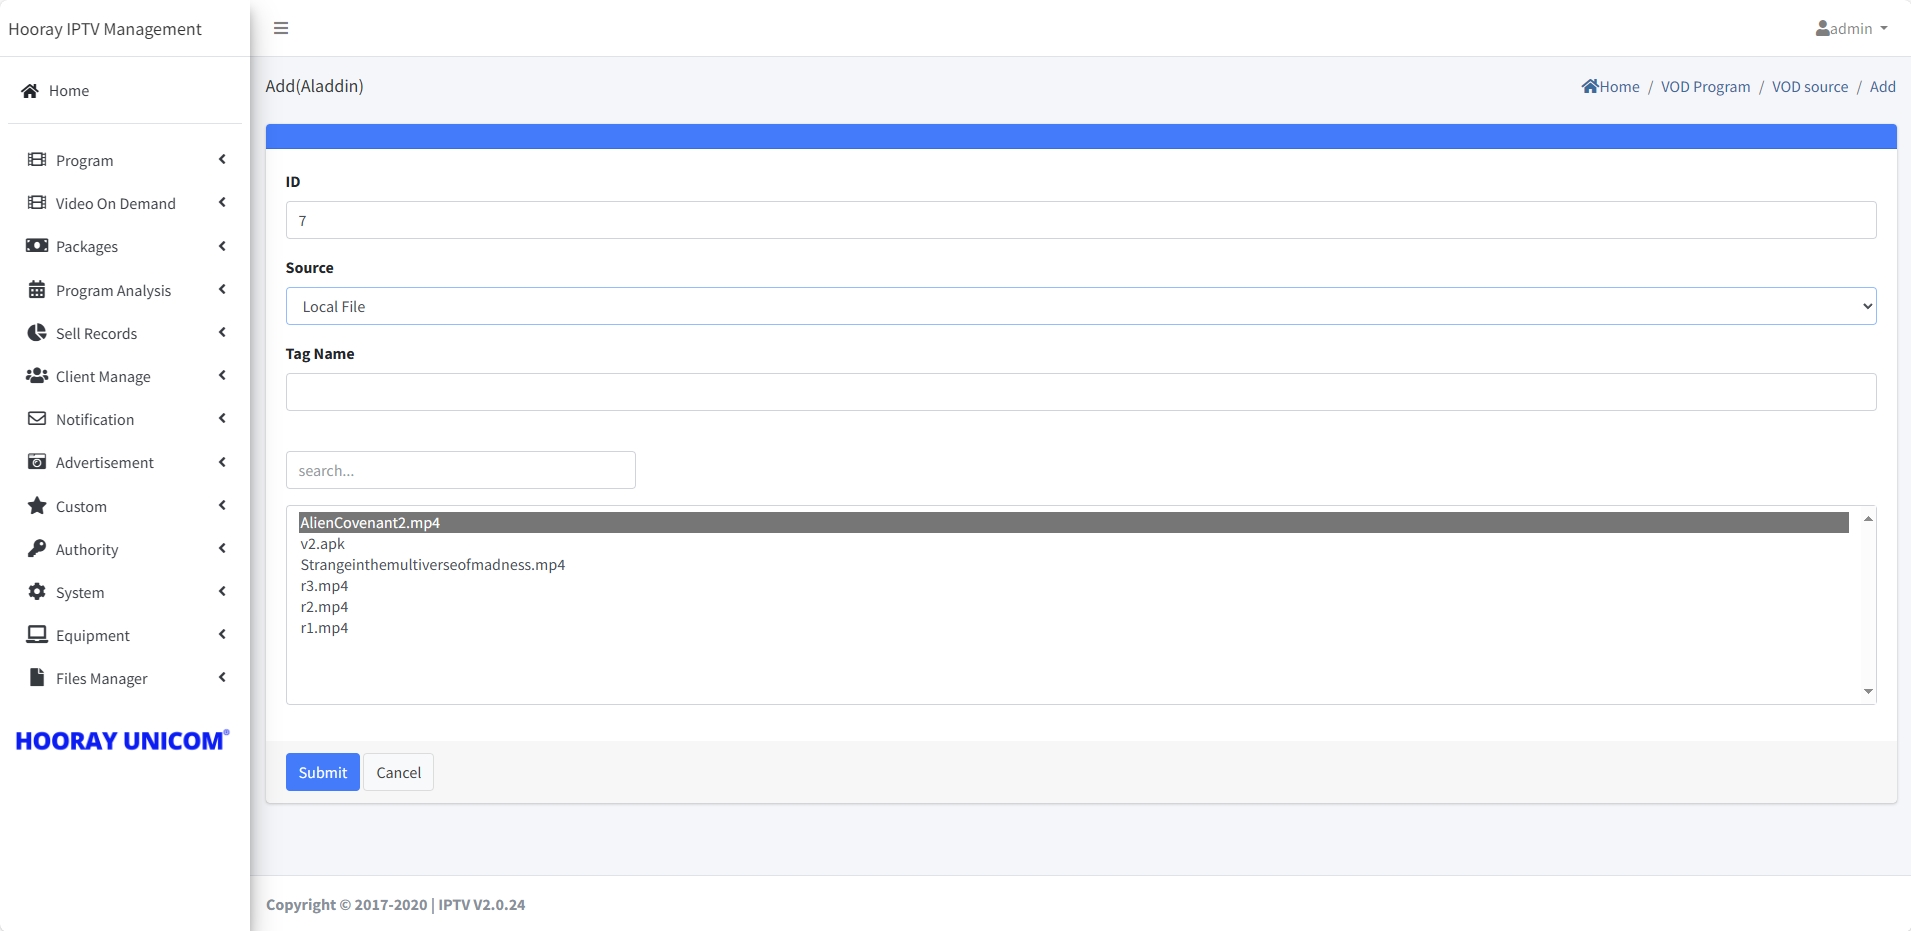 Hooray IPTV Management
admin
Home
Program
Video On Demand
Packages
Program Analysis
Sell Records
Client Manage
Notification
Advertisement
Custom
Authority
System
Equipment
Files Manager
HOORAY UNICOM®
Add(Aladdin)
Home / VOD Program / VOD source / Add
ID
7
Source
Local File
Tag Name
search...
AlienCovenant2.mp4
v2.apk
Strangeinthemultiverseofmadness.mp4
r3.mp4
r2.mp4
r1.mp4
Submit Cancel
Copyright © 2017-2020 | IPTV V2.0.24